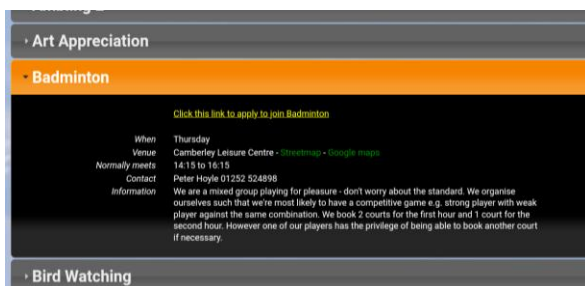 Art Appreciation
Badminton
Click this link to apply to join Badminton
When Thursday
Venue Camberley Leisure Centre - Streetmap - Google maps
Normally meets 14:15 to 16:15
Contact Peter Hoyle 01252 524898
Information We are a mixed group playing for pleasure - don't worry about the standard. We organise
ourselves such that we're most likely to have a competitive game e.g. strong player with weak
player against the same combination. We book 2 courts for the first hour and 1 court for the
second hour. However one of our players has the privilege of being able to book another court
if necessary.
Bird Watching